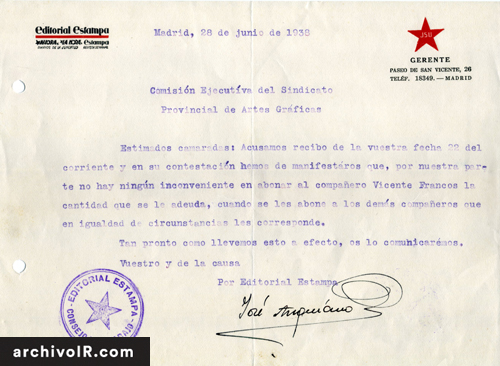 Editorial Estampa
Madrid, 28 de junio de 1938
JSU
GERENTE
PASEO DE SAN VICENTE, 26
TELÉF. 18349.—MADRID
Comisión Ejecutiva del Sindicato
Provincial de Artes Gráficas
Estimados camaradas: Acusamos recibo de la vuestra fecha 22 del
corriente y en su contestación hemos de manifestáros que, por nuestra par-
te no hay ningún inconveniente en abonar al compañero Vicente Francos la
cantidad que se le adeuda, cuando se les abone a los demás compañeros que
en igualdad de circunstancias les corresponde.
Tan pronto como llevemos esto a efecto, os lo comunicarémos.
Vuestro y de la causa
Por Editorial Estampa
José Anguiano
EDITORIAL ESTAMPA
CONSEJO
archivoIR.com